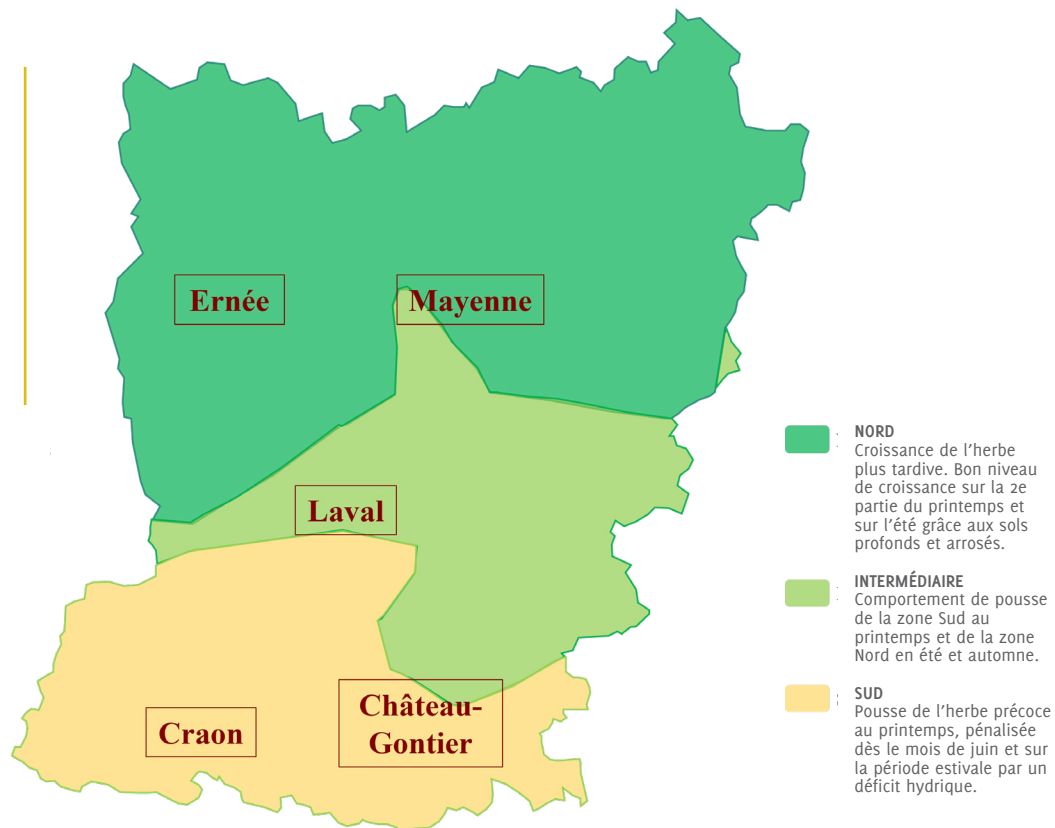 Ernée
Mayenne
Laval
Craon
Château-
Gontier
NORD
Croissance de l'herbe
plus tardive. Bon niveau
de croissance sur la 2e
partie du printemps et
sur l'été grâce aux sols
profonds et arrosés.
INTERMÉDIAIRE
Comportement de pousse
de la zone Sud au
printemps et de la zone
Nord en été et automne.
SUD
Pousse de l'herbe précoce
au printemps, pénalisée
dès le mois de juin et sur
la période estivale par un
déficit hydrique.